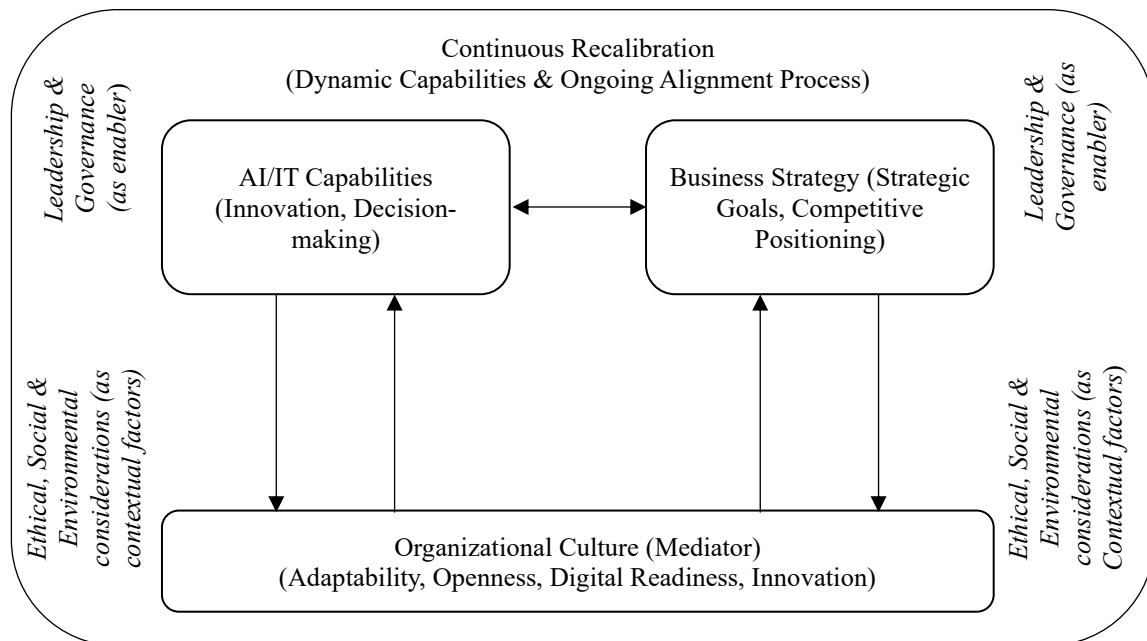 Continuous Recalibration
(Dynamic Capabilities & Ongoing Alignment Process)
Leadership &
Governance
(as enabler)
AI/IT Capabilities
(Innovation, Decision-
making)
Business Strategy (Strategic
Goals, Competitive
Positioning)
Leadership &
Governance (as
enabler)
Ethical, Social &
Environmental
considerations (as
contextual factors)
Organizational Culture (Mediator)
(Adaptability, Openness, Digital Readiness, Innovation)
Ethical, Social &
Environmental
considerations (as
Contextual factors)